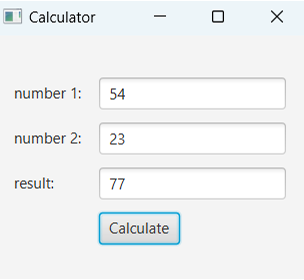 Calculator
number 1: 54
number 2: 23
result: 77
Calculate